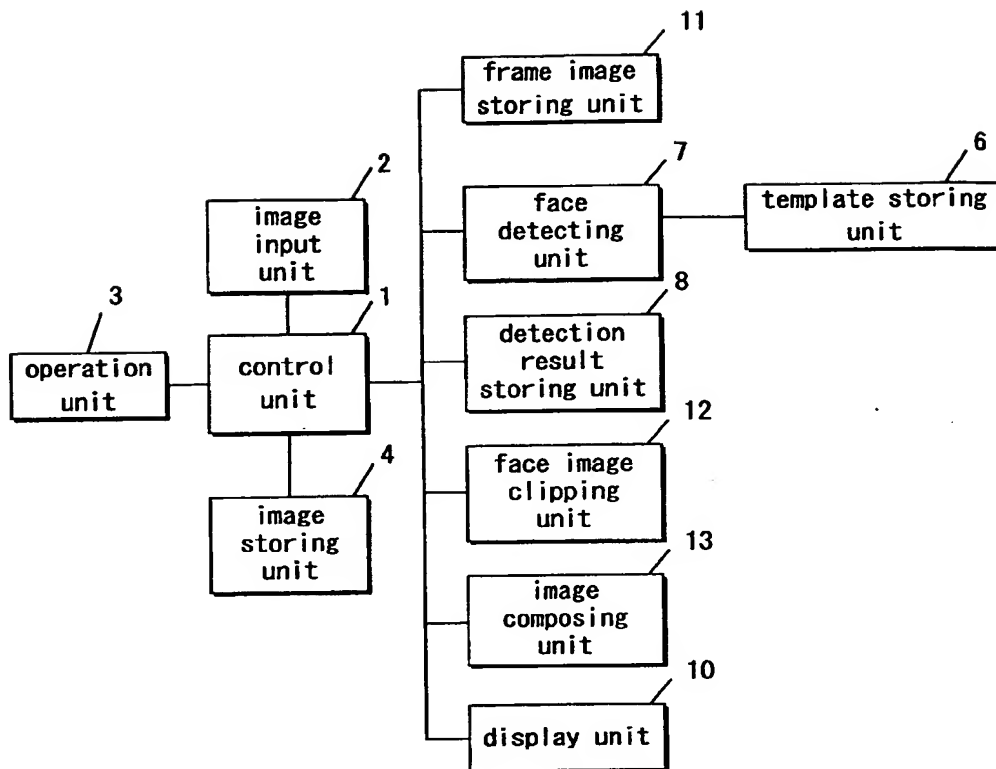 11
frame image
storing unit
2
image
input
unit
7
face
detecting
unit
6
template storing
unit
3
operation
unit
1
control
unit
8
detection
result
storing unit
4
image
storing
unit
12
face image
clipping
unit
13
image
composing
unit
10
display unit